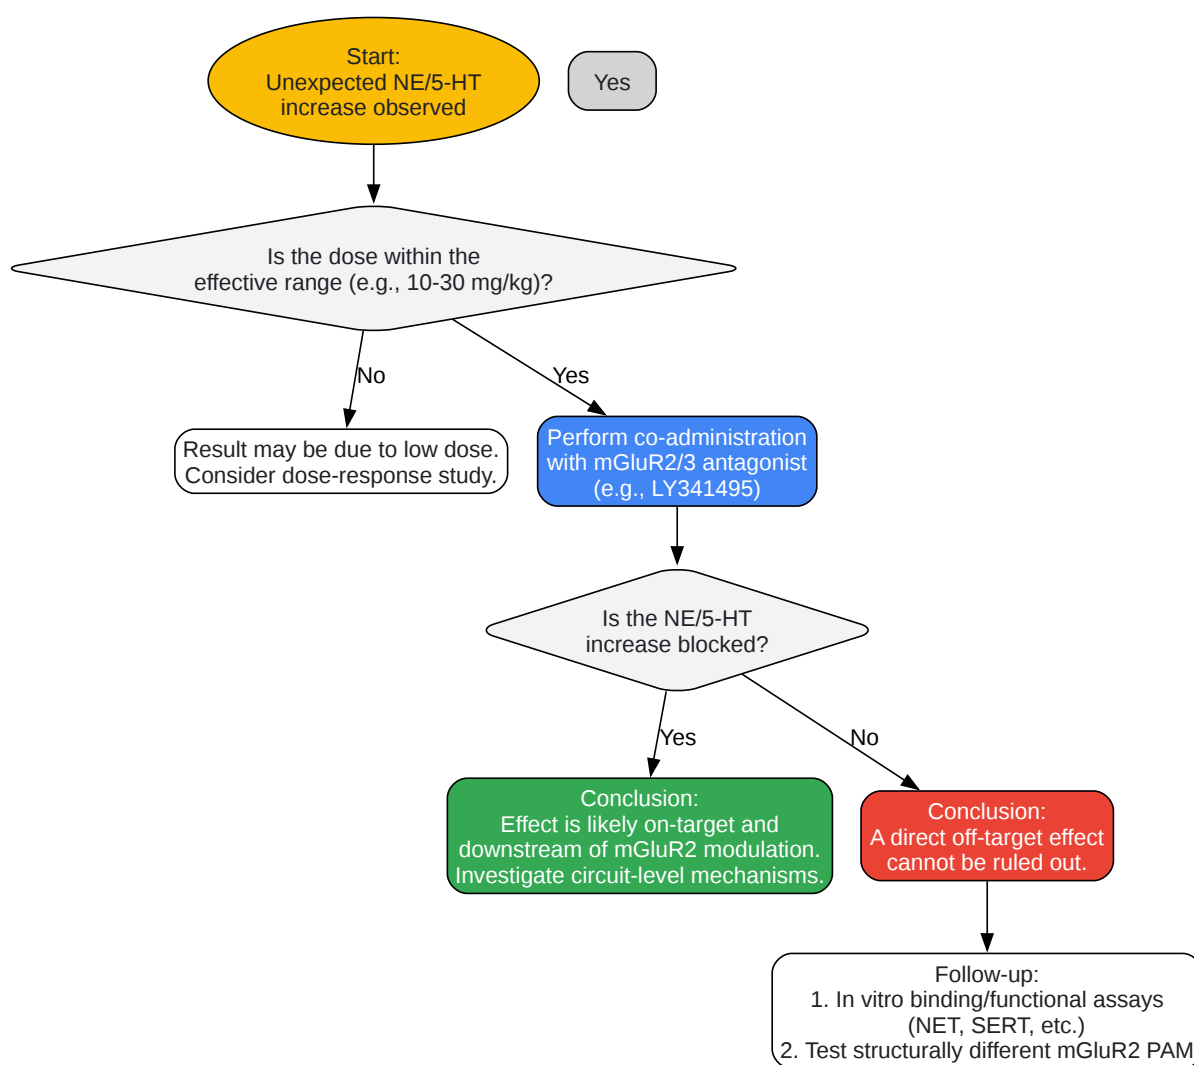 Start:
Unexpected NE/5-HT
increase observed
Yes
Is the dose within the
effective range (e.g., 10-30 mg/kg)?
No
Yes
Result may be due to low dose.
Consider dose-response study.
Perform co-administration
with mGluR2/3 antagonist
(e.g., LY341495)
Is the NE/5-HT
increase blocked?
Yes
No
Conclusion:
Effect is likely on-target and
downstream of mGluR2 modulation.
Investigate circuit-level mechanisms.
Conclusion:
A direct off-target effect
cannot be ruled out.
Follow-up:
1. In vitro binding/functional assays
(NET, SERT, etc.)
2. Test structurally different mGluR2 PAM